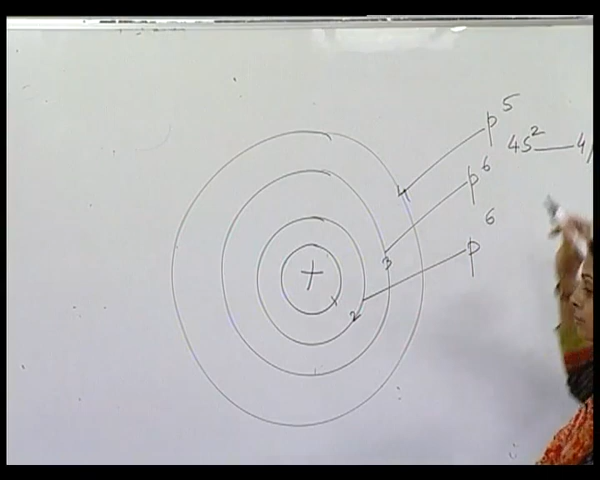 p⁵
4s² — 4
p⁶
4
p⁶
3
+
2